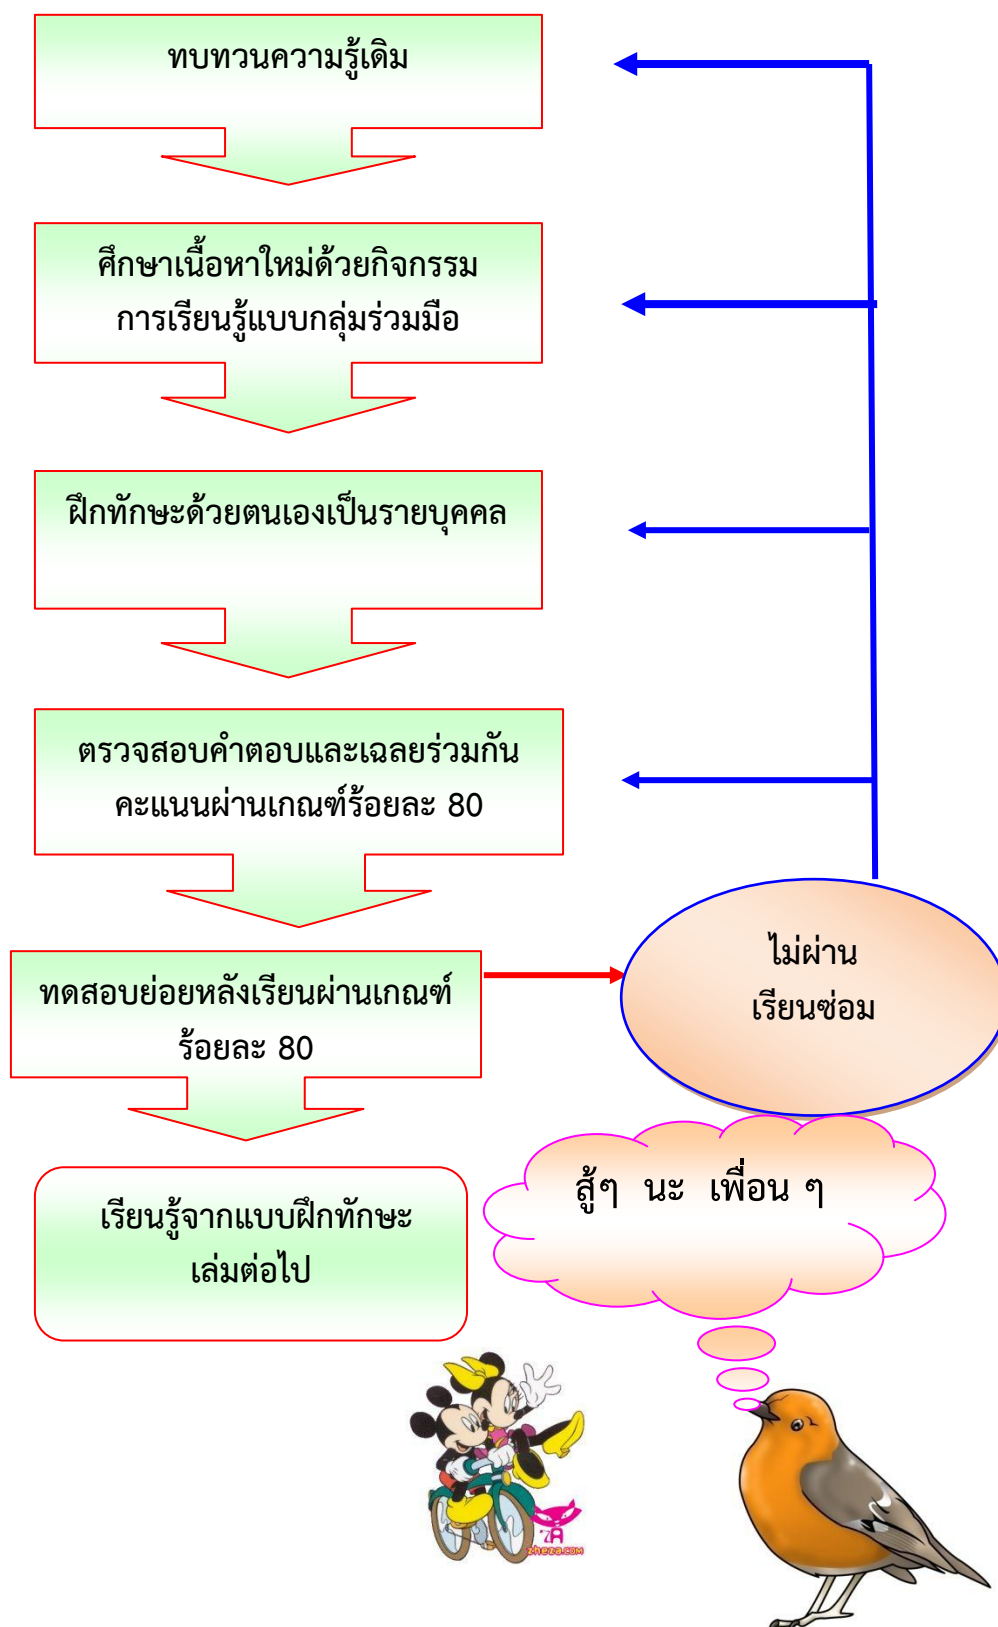 ทบทวนความรู้เดิม
ศึกษาเนื้อหาใหม่ด้วยกิจกรรม
การเรียนรู้แบบกลุ่มร่วมมือ
ฝึกทักษะด้วยตนเองเป็นรายบุคคล
ตรวจสอบคำตอบและเฉลยร่วมกัน
คะแนนผ่านเกณฑ์ร้อยละ 80
ไม่ผ่าน
เรียนซ่อม
ทดสอบย่อยหลังเรียนผ่านเกณฑ์
ร้อยละ 80
สู้ๆ นะ เพื่อน ๆ
เรียนรู้จากแบบฝึกทักษะ
เล่มต่อไป
ZA
zheza.com